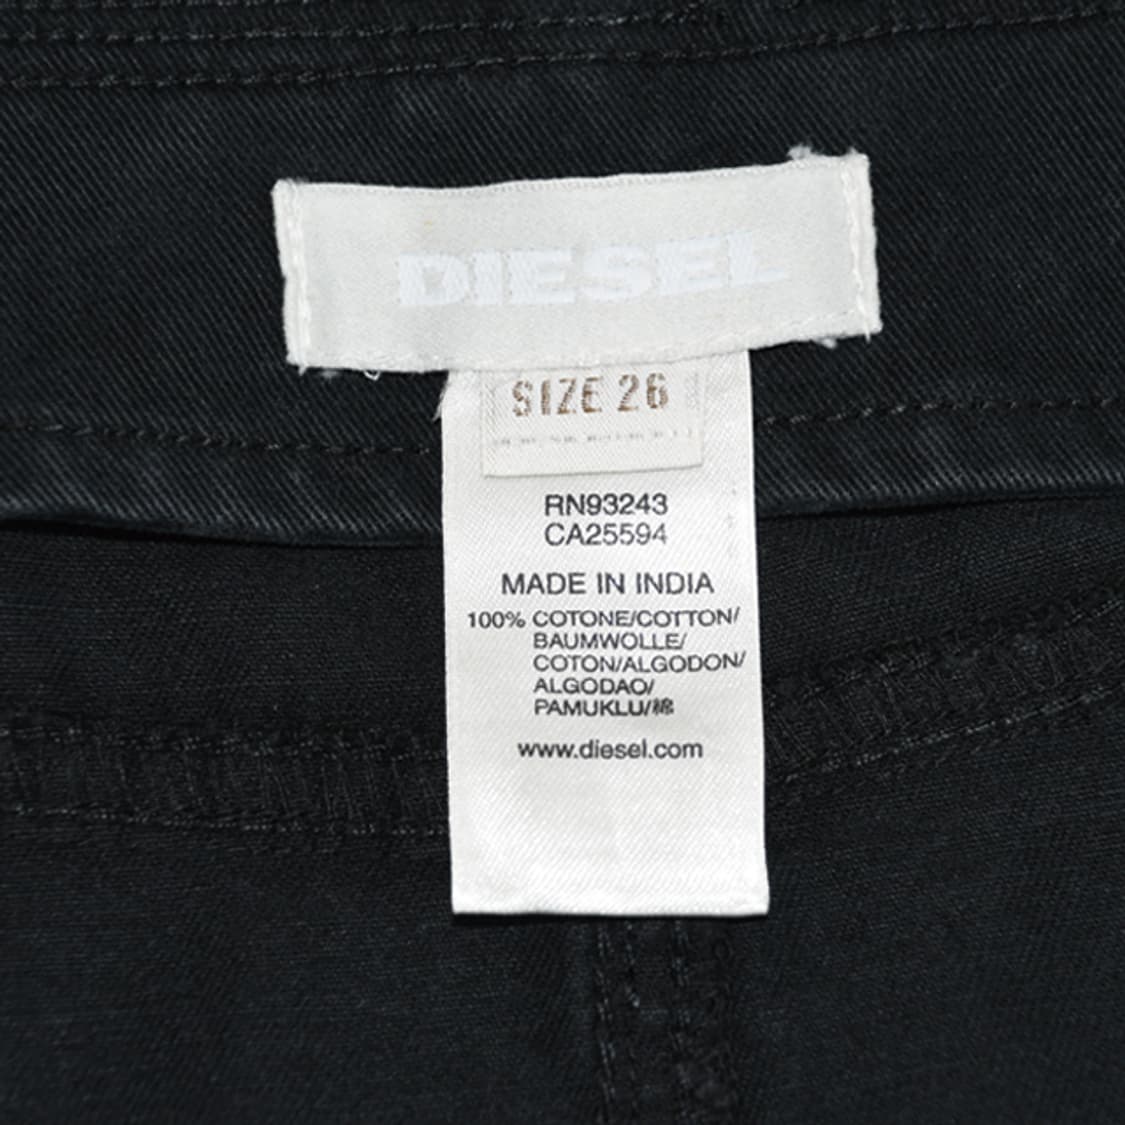 DIESEL
SIZE 26
RN93243
CA25594
MADE IN INDIA
100% COTONE/COTTON/
BAUMWOLLE/
COTON/ALGODON/
ALGODAO/
PAMUKLU/綿
www.diesel.com